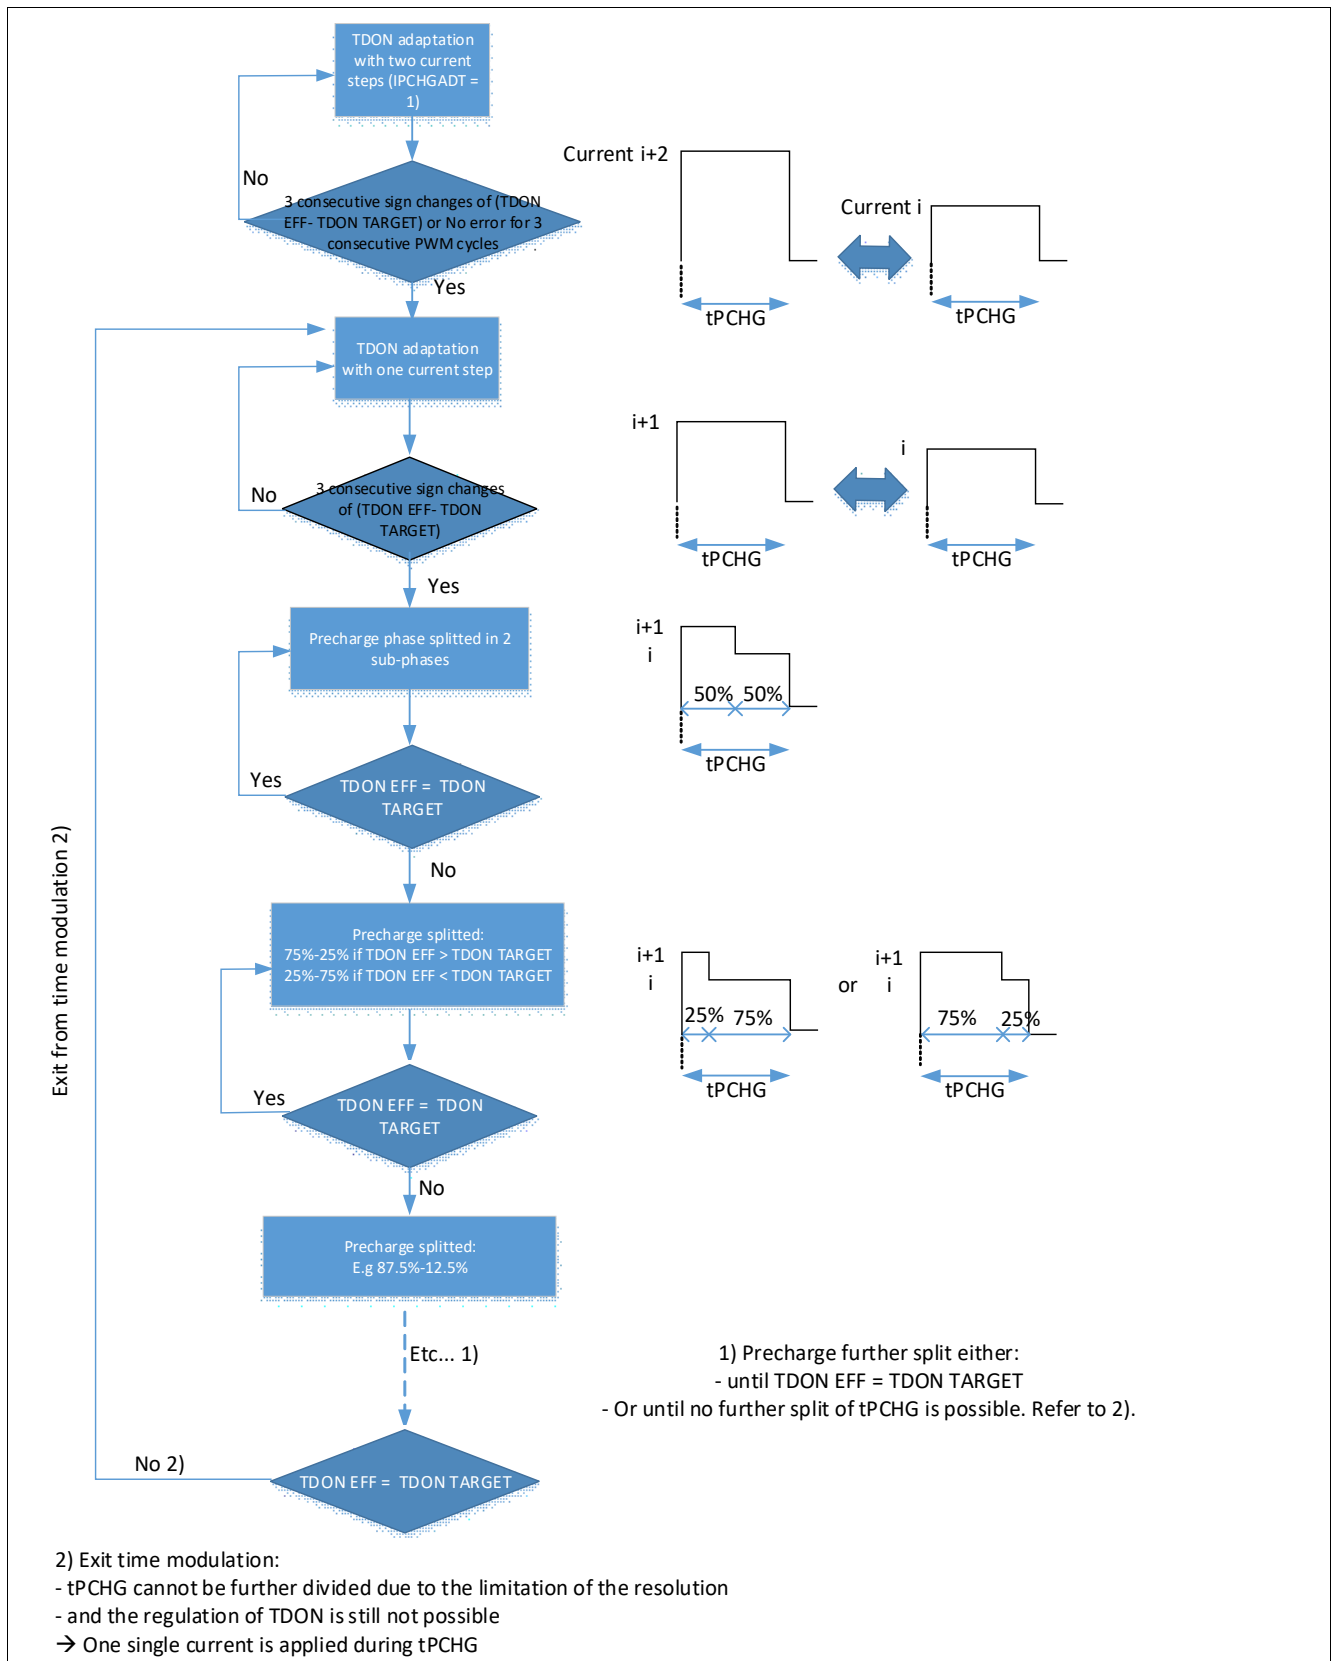 TDON adaptation
with two current
steps (IPCHGADT =
1)
No
3 consecutive sign changes of (TDON
EFF- TDON TARGET) or No error for 3
consecutive PWM cycles
Yes
Current i+2
Current i
tPCHG
tPCHG
TDON adaptation
with one current step
No
3 consecutive sign changes
of (TDON EFF- TDON
TARGET)
Yes
i+1
i
tPCHG
tPCHG
Precharge phase splitted in 2
sub-phases
i+1
i
50% 50%
tPCHG
Yes
TDON EFF = TDON
TARGET
No
Precharge splitted:
75%-25% if TDON EFF > TDON TARGET
25%-75% if TDON EFF < TDON TARGET
i+1
i
25% 75%
tPCHG
or
i+1
i
75% 25%
tPCHG
Yes
TDON EFF = TDON
TARGET
No
Precharge splitted:
E.g 87.5%-12.5%
Etc... 1)
1) Precharge further split either:
- until TDON EFF = TDON TARGET
- Or until no further split of tPCHG is possible. Refer to 2).
No 2)
TDON EFF = TDON TARGET
Exit from time modulation 2)
2) Exit time modulation:
- tPCHG cannot be further divided due to the limitation of the resolution
- and the regulation of TDON is still not possible
→ One single current is applied during tPCHG